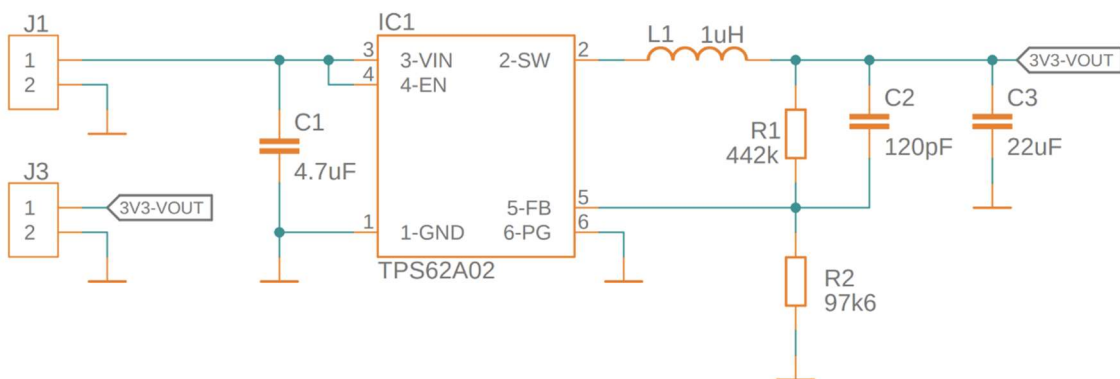 J1
1
2
J3
1
2
3V3-VOUT
C1
4.7uF
IC1
3
4
1
3-VIN
4-EN
1-GND
2-SW
5-FB
6-PG
2
5
6
TPS62A02
L1 1uH
R1
442k
C2
120pF
C3
22uF
3V3-VOUT
R2
97k6